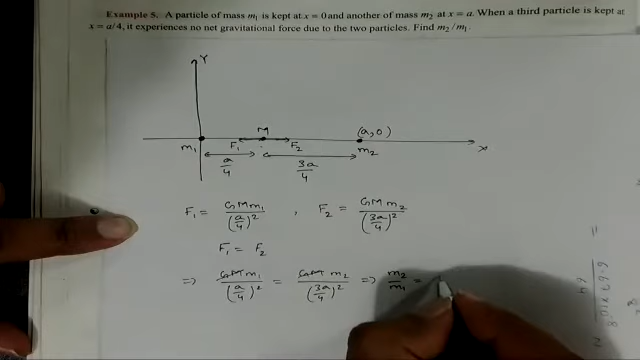 Example 5. A particle of mass m₁ is kept at x = 0 and another of mass m₂ at x = a. When a third particle is kept at
x = a/4, it experiences no net gravitational force due to the two particles. Find m₂/m₁.
Y
M
(a, 0)
m₁ F₁ F₂ m₂ X
a/4 3a/4
F₁ = GMm₁/(a/4)² , F₂ = GMm₂/(3a/4)²
F₁ = F₂
⇒ GMm₁/(a/4)² = GMm₂/(3a/4)² ⇒ m₂/m₁ =